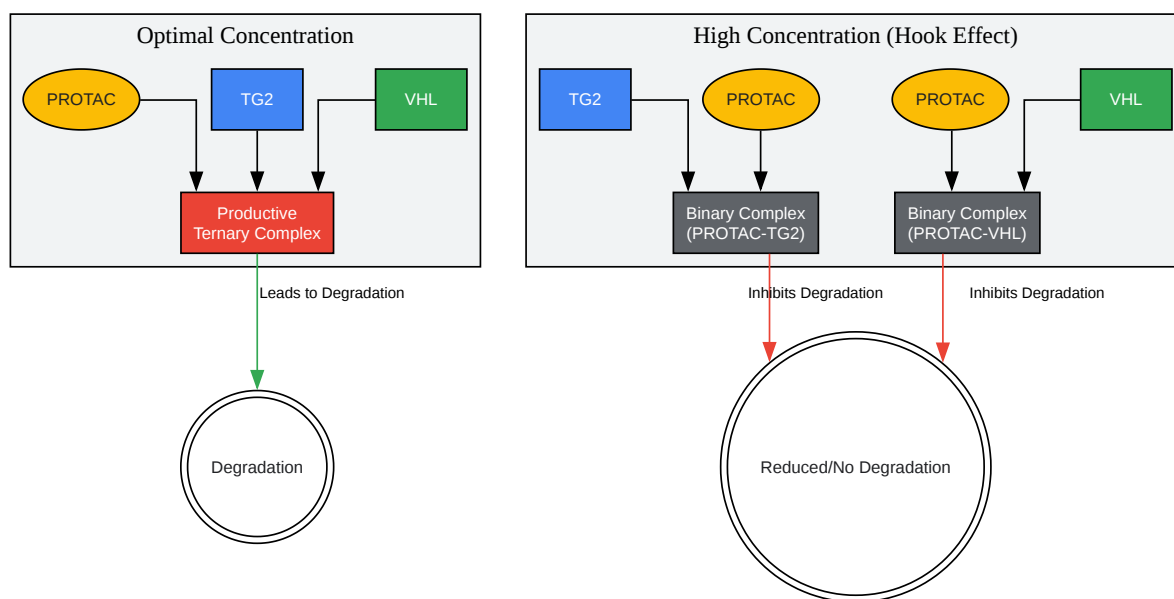 Optimal Concentration
PROTAC
TG2
VHL
Productive
Ternary Complex
Leads to Degradation
Degradation
High Concentration (Hook Effect)
TG2
PROTAC
PROTAC
VHL
Binary Complex
(PROTAC-TG2)
Binary Complex
(PROTAC-VHL)
Inhibits Degradation
Inhibits Degradation
Reduced/No Degradation